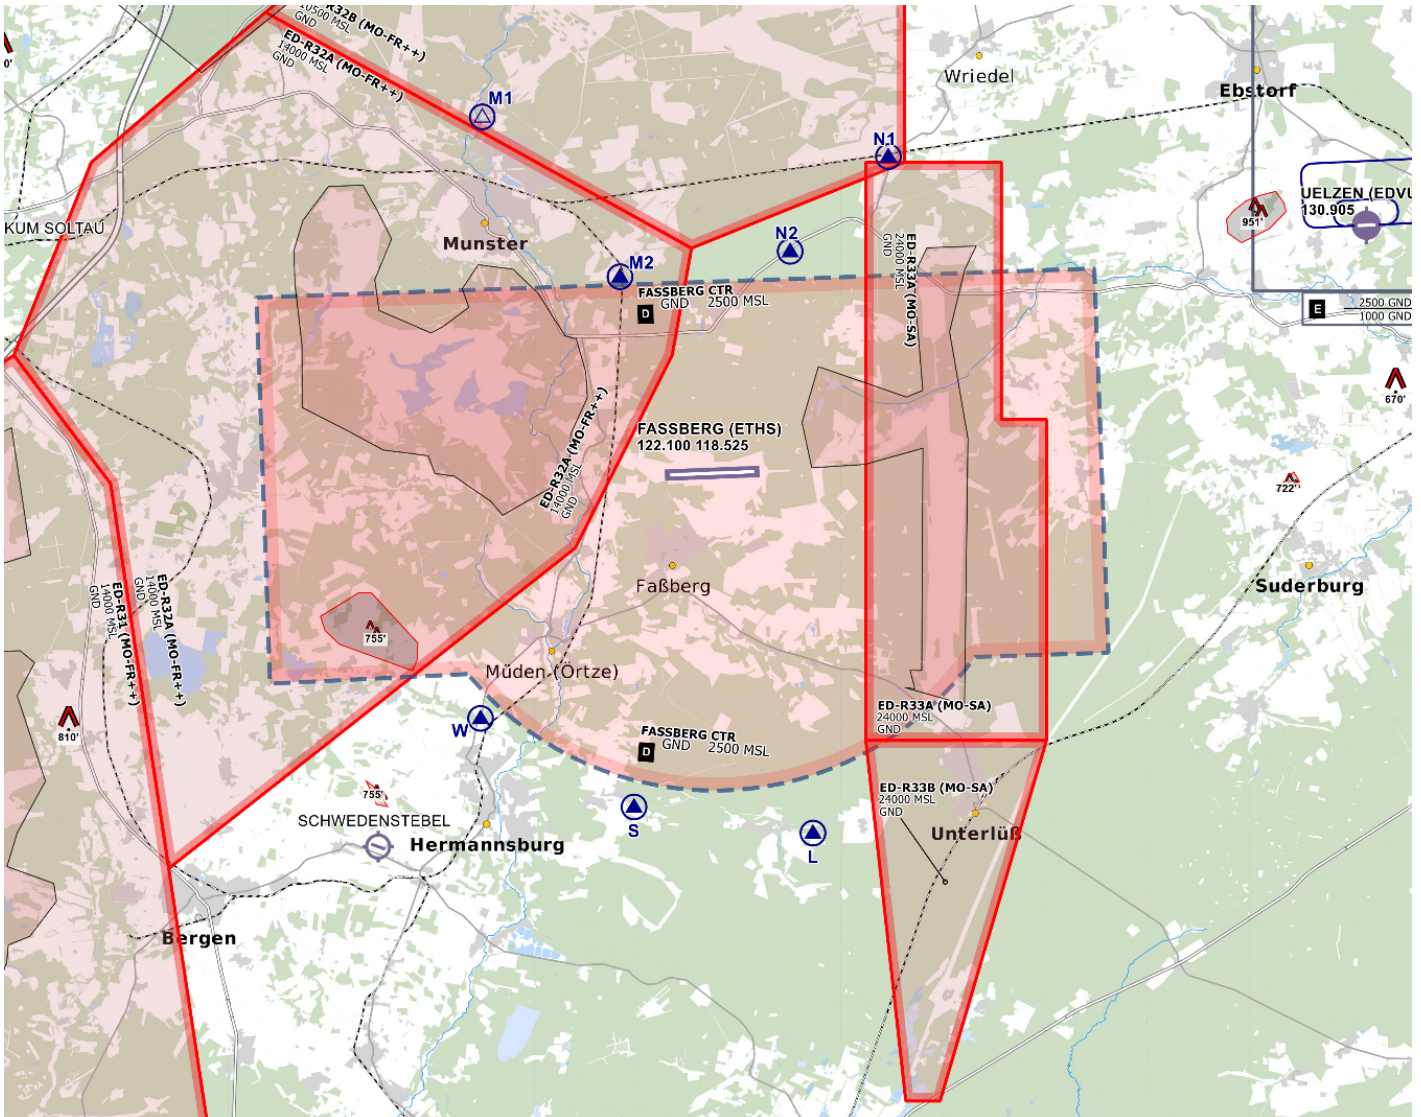 ED-R32B (MO-FR++)
10500 MSL
GND
ED-R32A (MO-FR++)
14000 MSL
GND
M1
Wriedel
Ebstorf
N1
UELZEN (EDVU
130.905
951'
KUM SOLTAU
Munster
N2
M2
FASSBERG CTR
GND 2500 MSL
D
ED-R33A (MO-SA)
24000 MSL
GND
E
2500 GND
1000 GND
670'
FASSBERG (ETHS)
122.100 118.525
ED-R32A (MO-FR++)
14000 MSL
GND
722'
Faßberg
Suderburg
ED-R31 (MO-FR++)
14000 MSL
GND
ED-R32A (MO-FR++)
14000 MSL
GND
755'
Müden (Örtze)
810'
W
FASSBERG CTR
GND 2500 MSL
D
ED-R33A (MO-SA)
24000 MSL
GND
755'
SCHWEDENSTEBEL
Hermannsburg
S
L
ED-R33B (MO-SA)
24000 MSL
GND
Unterlüß
Bergen